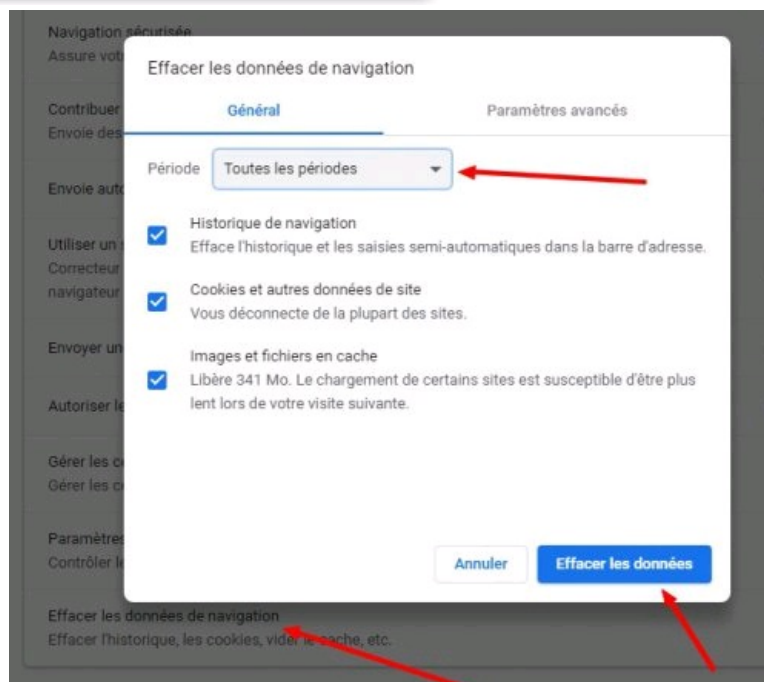 Navigation sécurisée
Assure vot
Effacer les données de navigation
Général
Paramètres avancés
Contribuer
Envoie des
Période
Toutes les périodes
Envoie auto
Historique de navigation
Efface l'historique et les saisies semi-automatiques dans la barre d'adresse.
Utiliser un
Correcteur
navigateur
Cookies et autres données de site
Vous déconnecte de la plupart des sites.
Envoyer un
Images et fichiers en cache
Libère 341 Mo. Le chargement de certains sites est susceptible d'être plus
lent lors de votre visite suivante.
Autoriser le
Gérer les c
Gérer les c
Paramètres
Contrôler le
Annuler
Effacer les données
Effacer les données de navigation
Effacer l'historique, les cookies, vider le cache, etc.